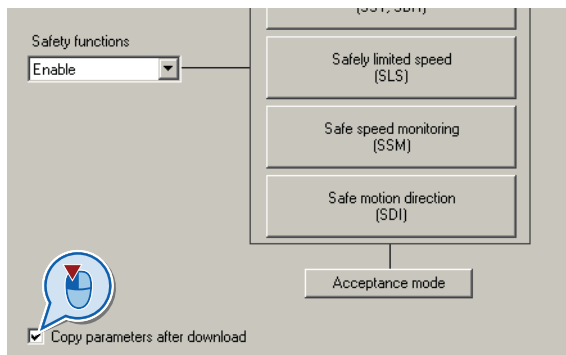 Safety functions
Enable
Safely limited speed
(SLS)
Safe speed monitoring
(SSM)
Safe motion direction
(SDI)
Acceptance mode
Copy parameters after download